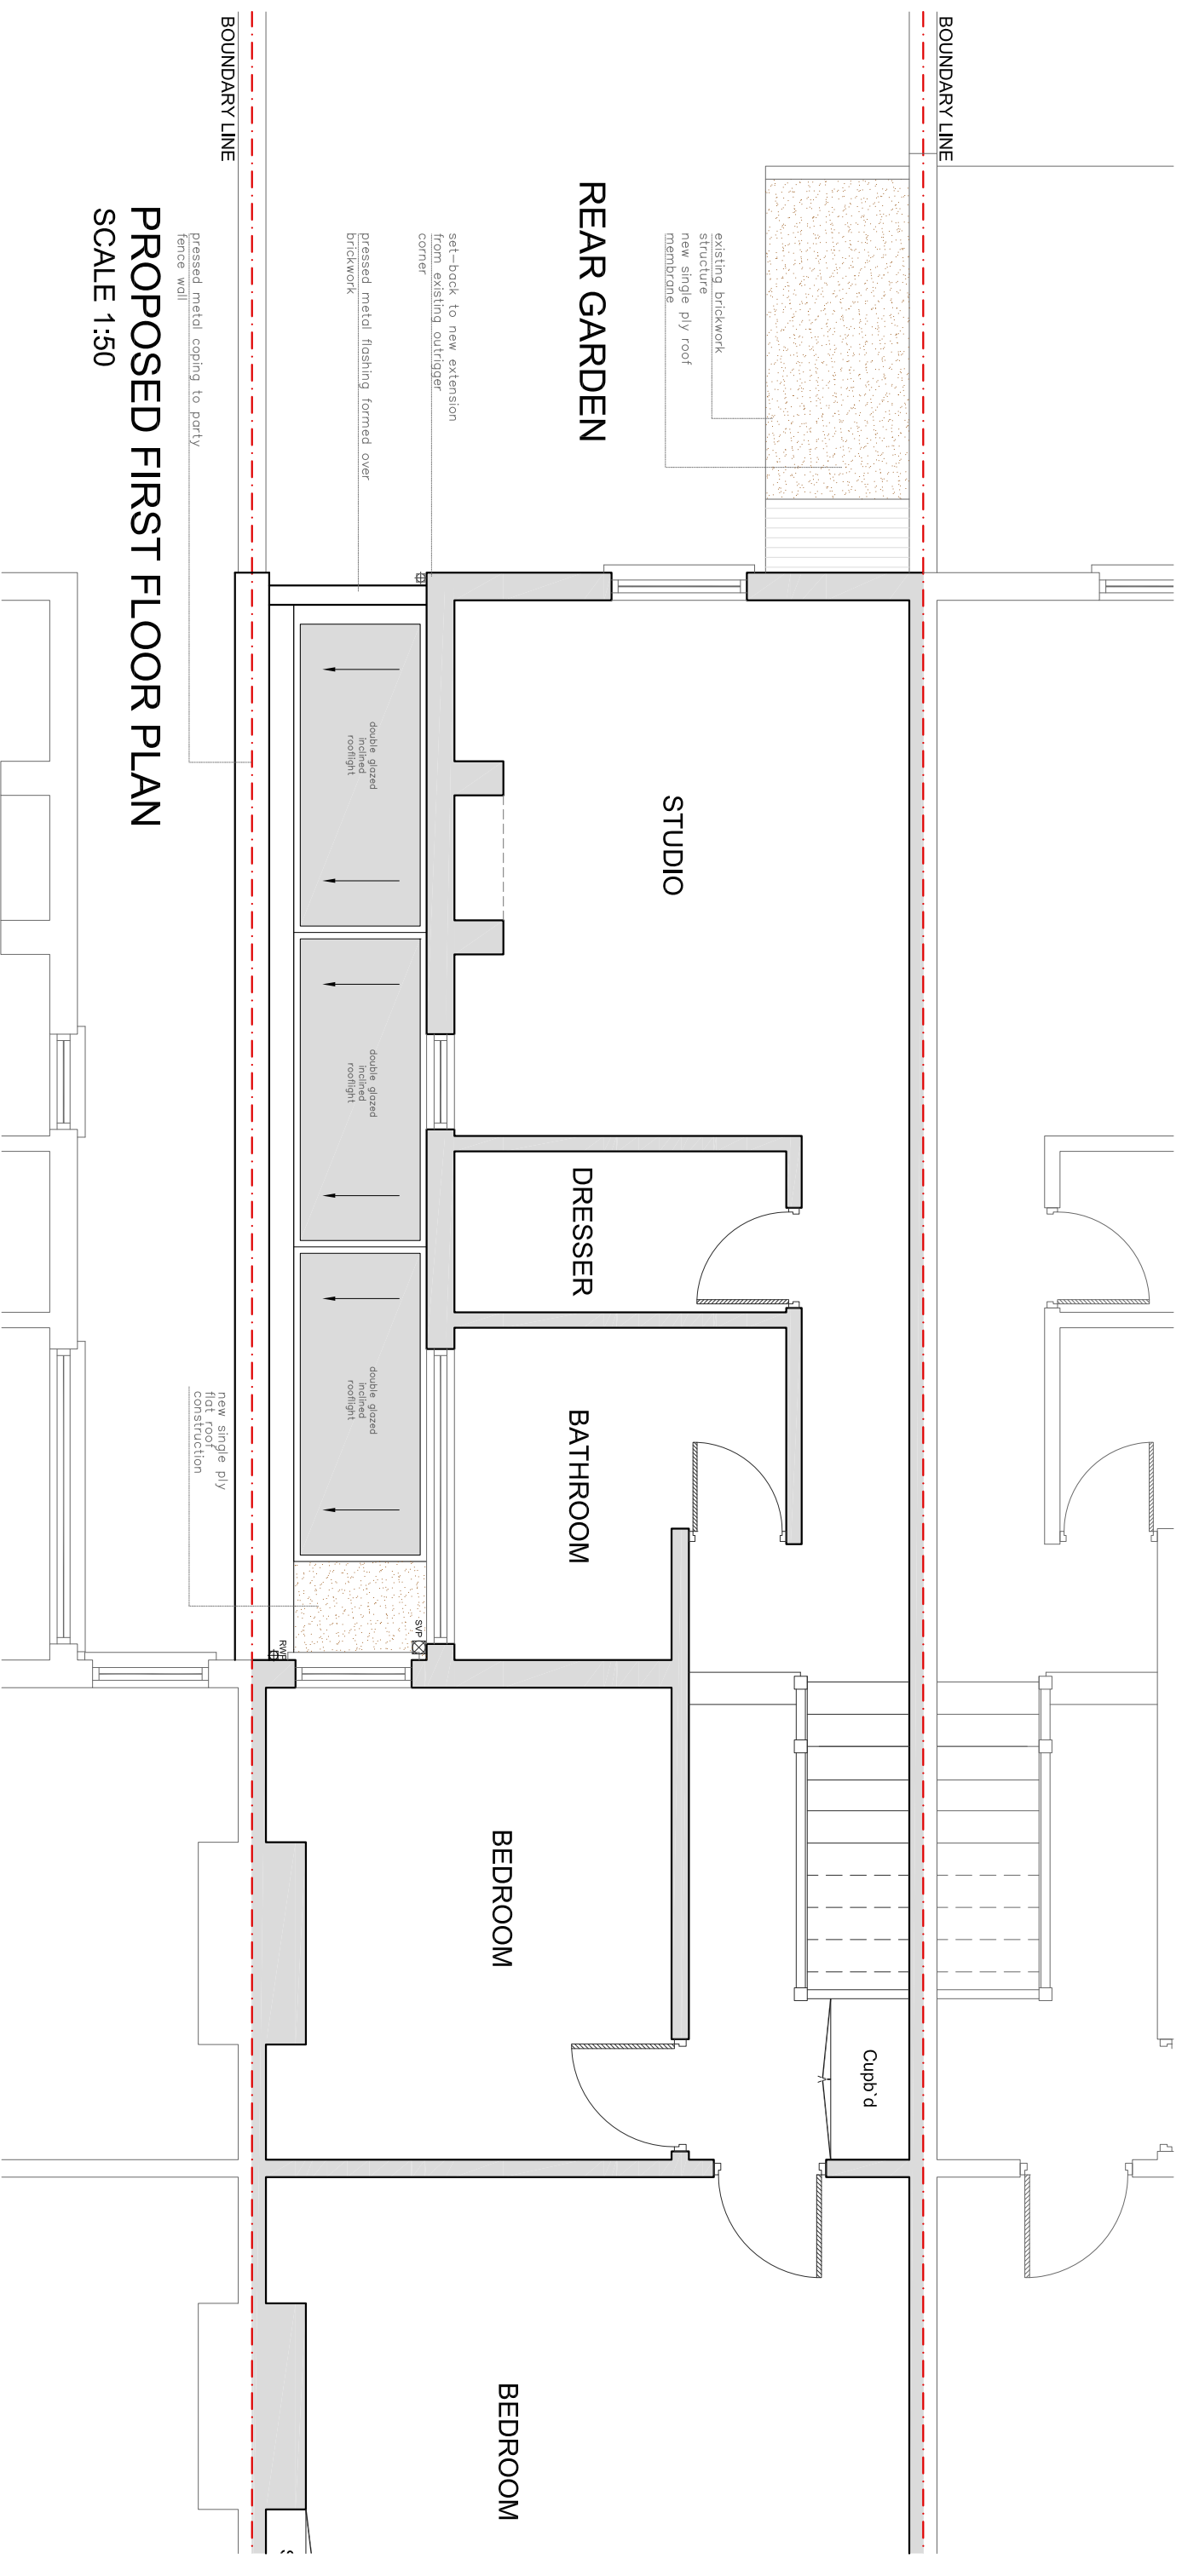 BOUNDARY LINE
existing brickwork
structure
new single ply roof
membrane
REAR GARDEN
set-back to new extension
from existing outrigger
corner
pressed metal flashing formed over
brickwork
BOUNDARY LINE
pressed metal coping to party
fence wall
PROPOSED FIRST FLOOR PLAN
SCALE 1:50
STUDIO
double glazed
inclined
rooflight
double glazed
inclined
rooflight
double glazed
inclined
rooflight
DRESSER
BATHROOM
new single ply
flat roof
construction
SVP
RWP
BEDROOM
Cupb`d
BEDROOM